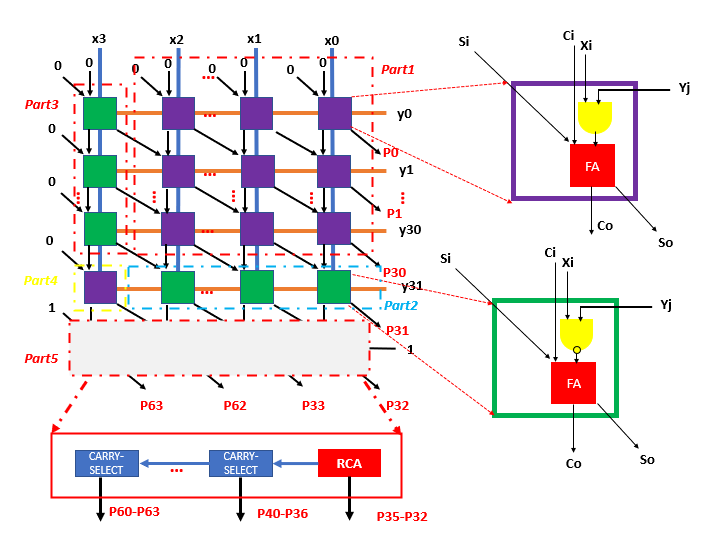 x3 x2 x1 x0
0 0 0 0 ... 0 0 0 0 Part1
Part3
... y0
0
P0
y1
0
... ... ... ... ...
P1
... y30
0
P30
Part4
... y31
Part2
1
P31
Part5
1
P63 P62 P33 P32
CARRY-SELECT ... CARRY-SELECT RCA
P60-P63 P40-P36 P35-P32
Si Ci
Xi
Yj
FA
Co
So
Si Ci
Xi
Yj
FA
Co
So